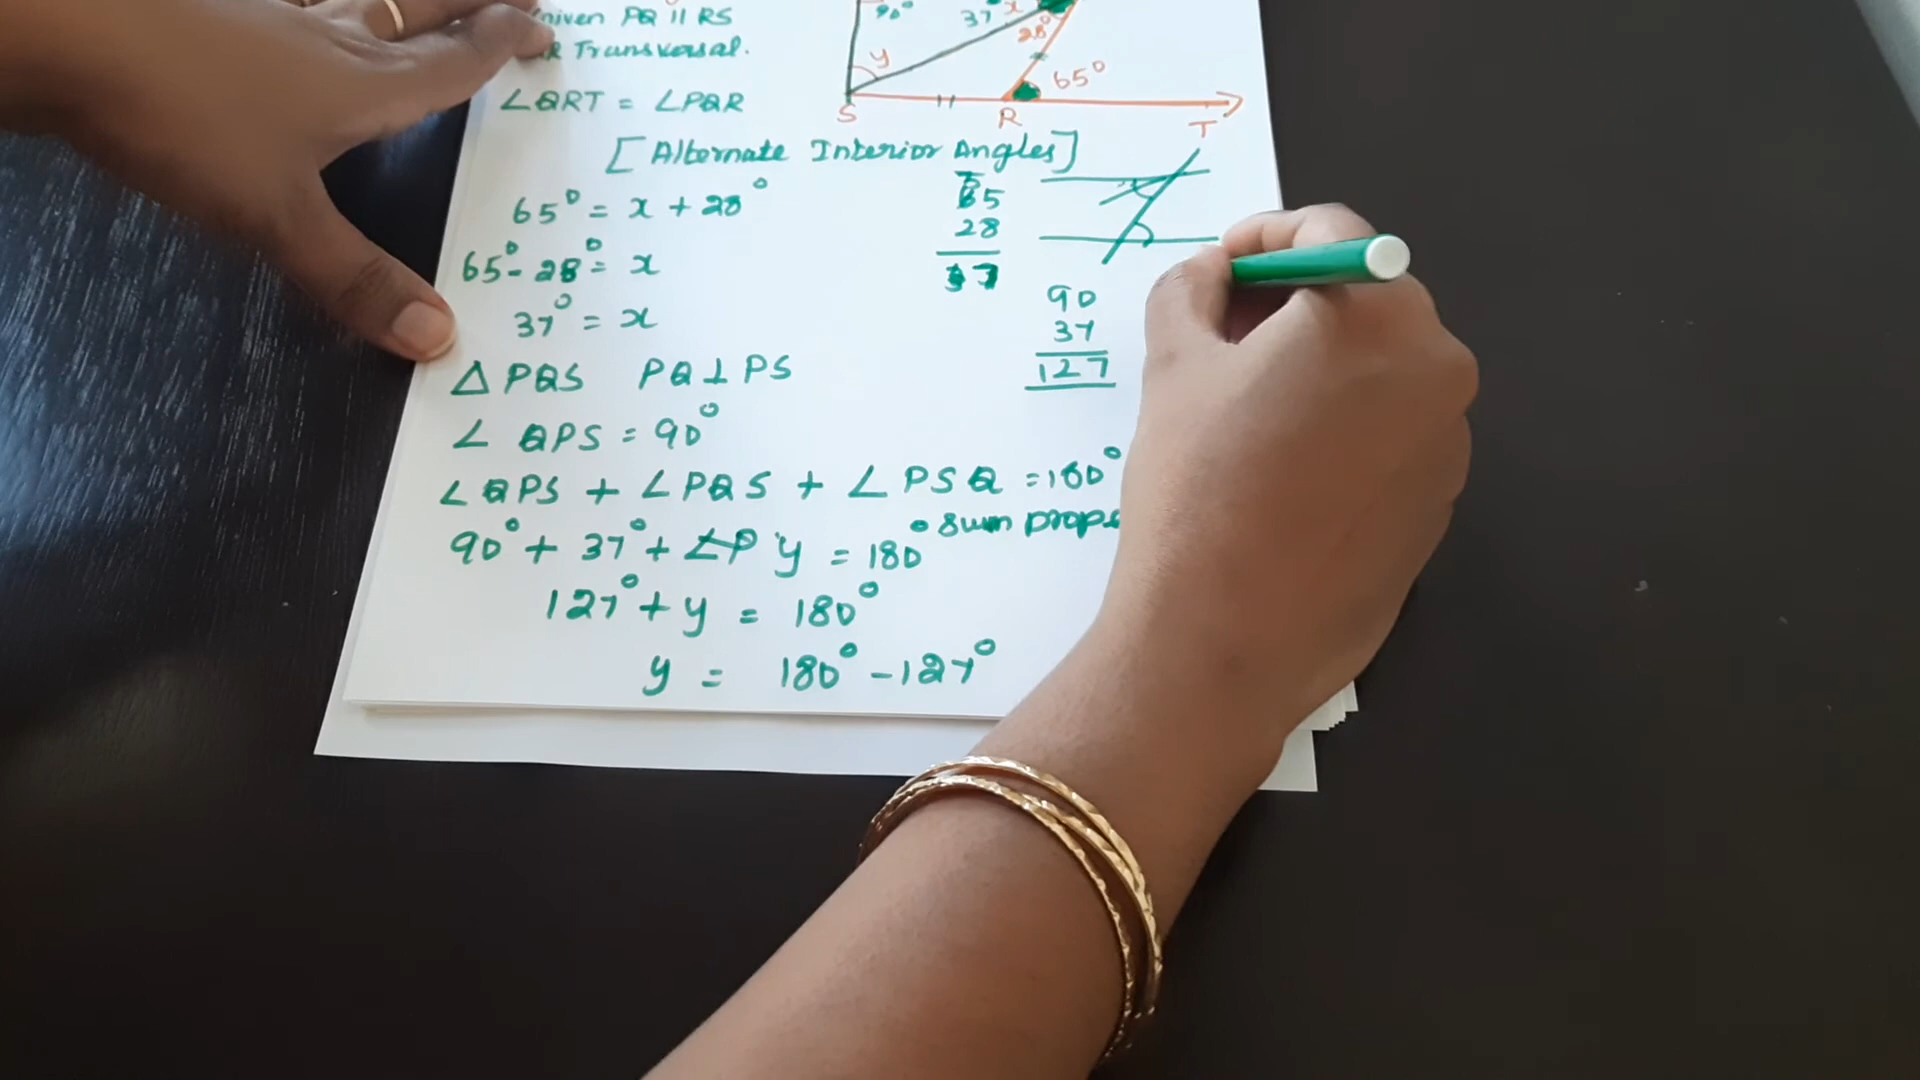 Given PQ || RS
Transversal.
∠QRT = ∠PQR
[Alternate Interior Angles]
65° = x + 28°
65° - 28° = x
37° = x
△ PQS PQ ⊥ PS
∠ QPS = 90°
∠QPS + ∠PQS + ∠PSQ = 180°
sum
90° + 37° + ∠P y = 180°
127° + y = 180°
y = 180° - 127°
90°
37° x
28°
y
65°
S
R
T
65
28
37
90
37
127